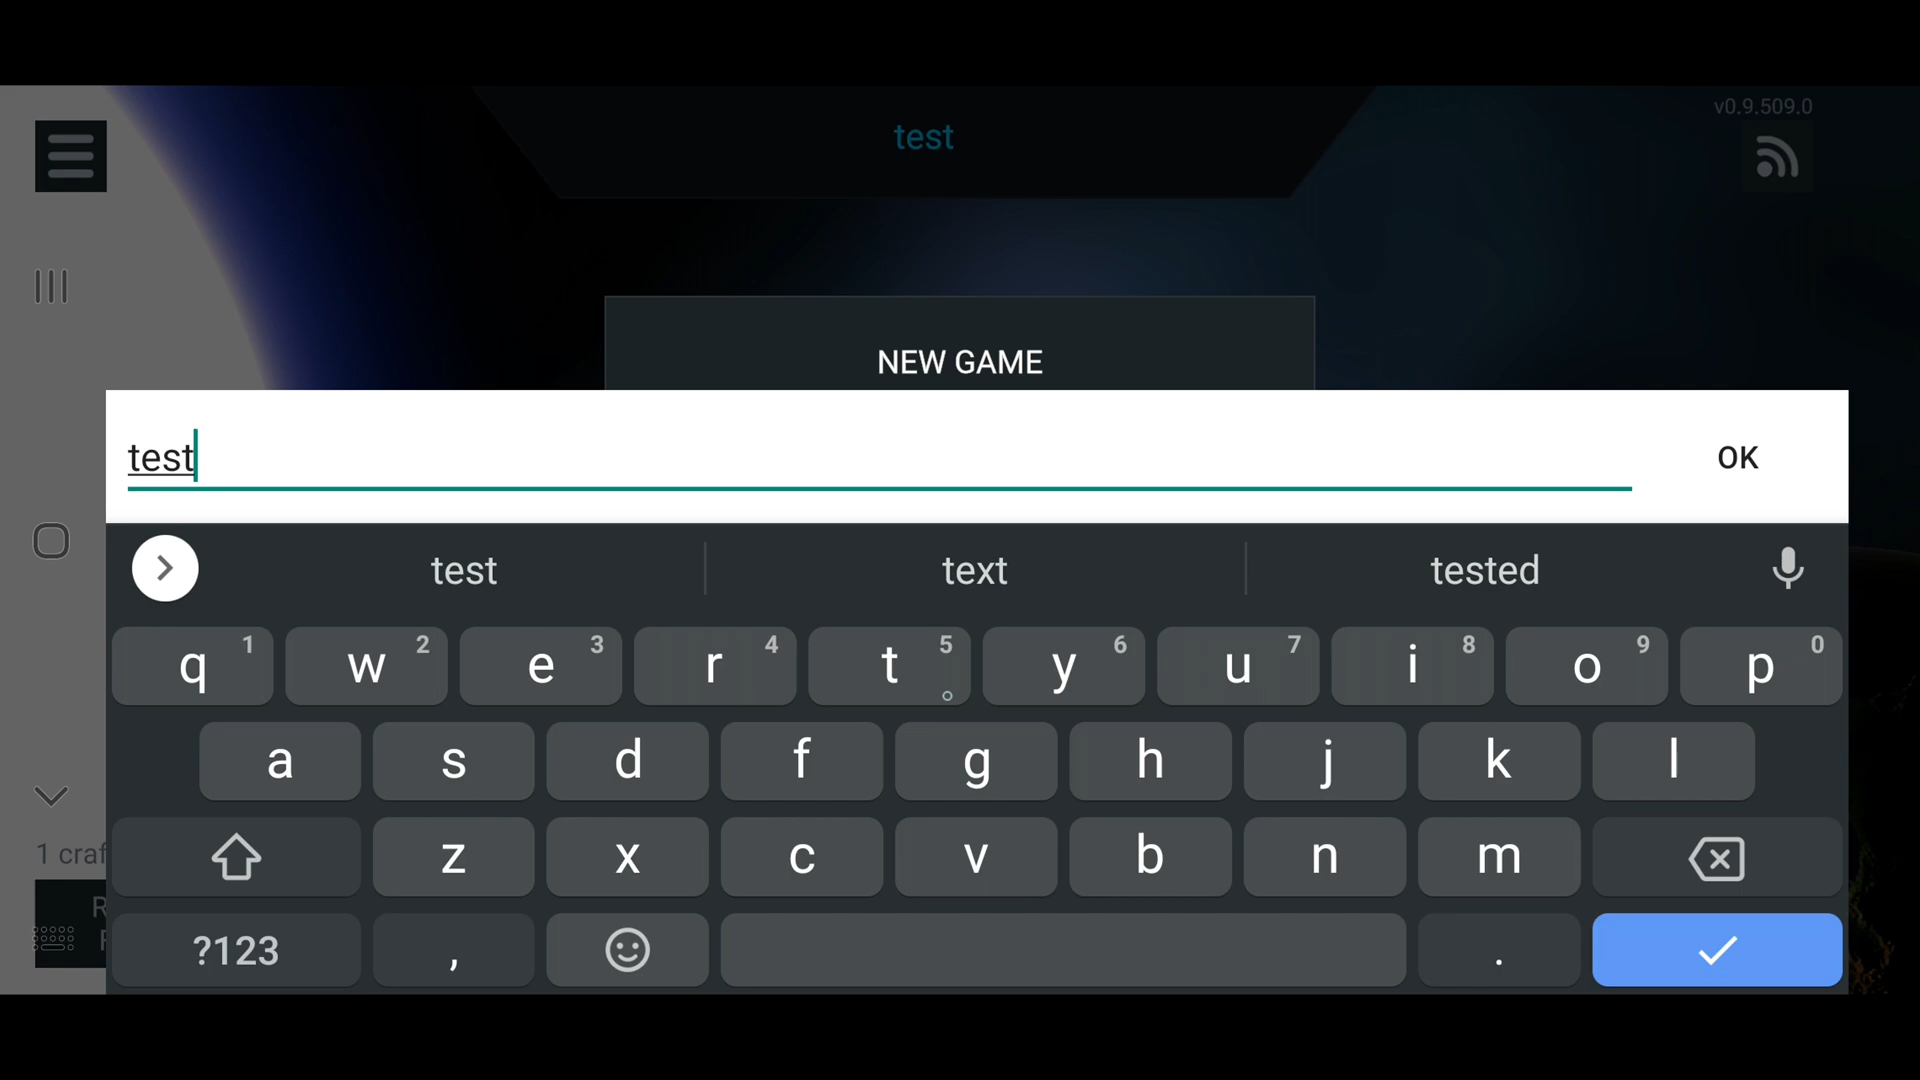 test
v0.9.509.0
NEW GAME
test
OK
test text tested
q 1 w 2 e 3 r 4 t 5 y 6 u 7 i 8 o 9 p 0
a s d f g h j k l
1 craf
z x c v b n m
R
F
?123 , .